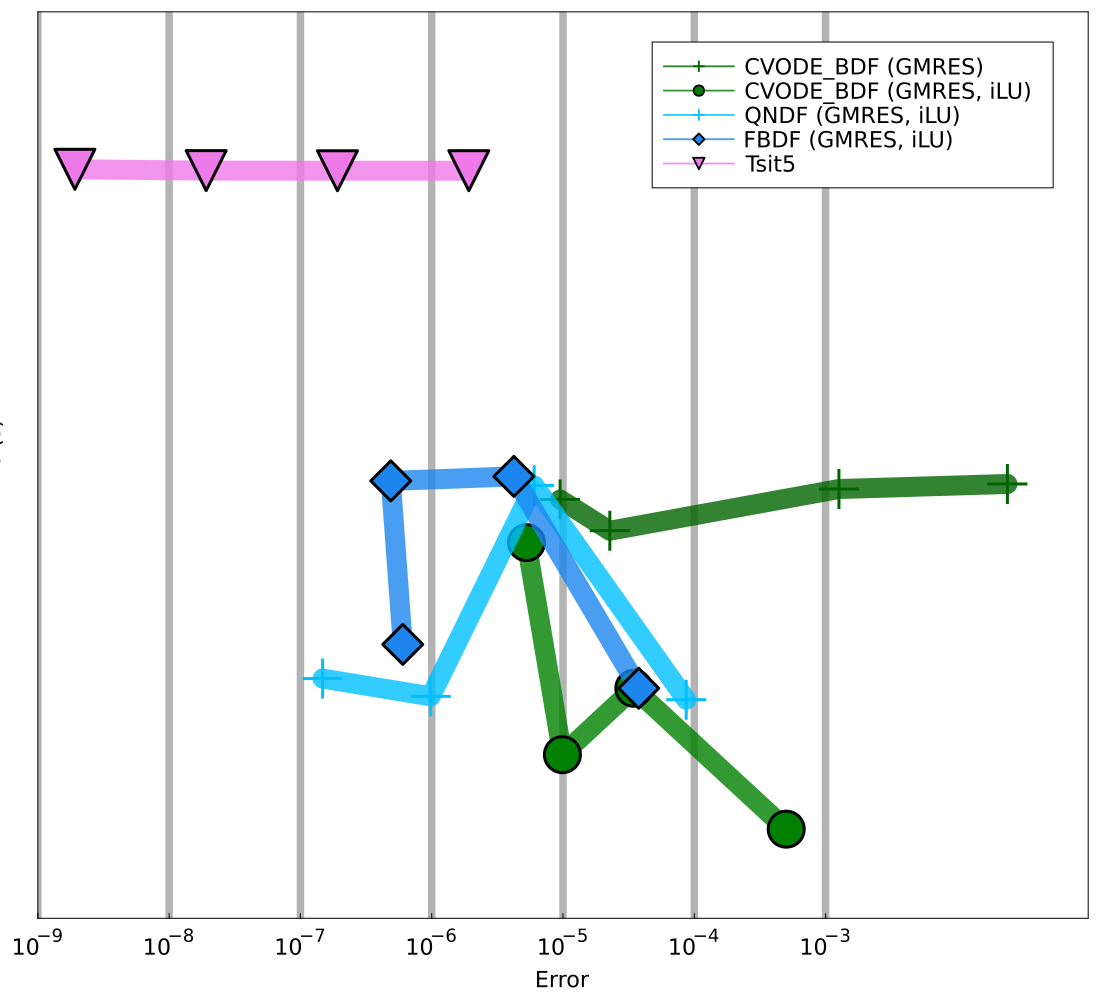 CVODE_BDF (GMRES)
CVODE_BDF (GMRES, iLU)
QNDF (GMRES, iLU)
FBDF (GMRES, iLU)
Tsit5
10⁻⁹ 10⁻⁸ 10⁻⁷ 10⁻⁶ 10⁻⁵ 10⁻⁴ 10⁻³
Error